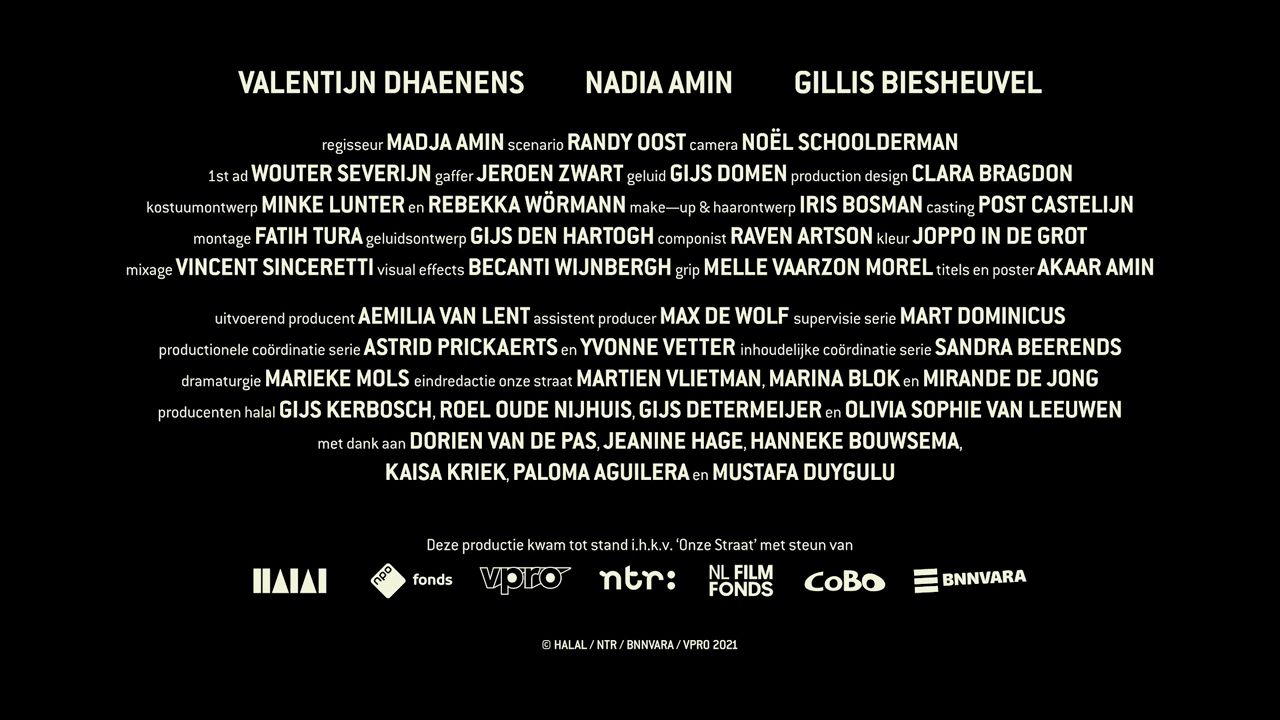 VALENTIJN DHAENENS NADIA AMIN GILLIS BIESHEUVEL
regisseur MADJA AMIN scenario RANDY OOST camera NOËL SCHOOLDERMAN
1st ad WOUTER SEVERIJN gaffer JEROEN ZWART geluid GIJS DOMEN production design CLARA BRAGDON
kostuumontwerp MINKE LUNTER en REBEKKA WÖRMANN make—up & haarontwerp IRIS BOSMAN casting POST CASTELIJN
montage FATIH TURA geluidsontwerp GIJS DEN HARTOGH componist RAVEN ARTSON kleur JOPPO IN DE GROT
mixage VINCENT SINCERETTI visual effects BECANTI WIJNBERGH grip MELLE VAARZON MOREL titels en poster AKAAR AMIN
uitvoerend producent AEMILIA VAN LENT assistent producer MAX DE WOLF supervisie serie MART DOMINICUS
productionele coördinatie serie ASTRID PRICKAERTS en YVONNE VETTER inhoudelijke coördinatie serie SANDRA BEERENDS
dramaturgie MARIEKE MOLS eindredactie onze straat MARTIEN VLIETMAN, MARINA BLOK en MIRANDE DE JONG
producenten halal GIJS KERBOSCH, ROEL OUDE NIJHUIS, GIJS DETERMEIJER en OLIVIA SOPHIE VAN LEEUWEN
met dank aan DORIEN VAN DE PAS, JEANINE HAGE, HANNEKE BOUWSEMA,
KAISA KRIEK, PALOMA AGUILERA en MUSTAFA DUYGULU
Deze productie kwam tot stand i.h.k.v. ‘Onze Straat’ met steun van
HALAL npo fonds vpro ntr: NL FILM FONDS CoBO BNNVARA
© HALAL / NTR / BNNVARA / VPRO 2021